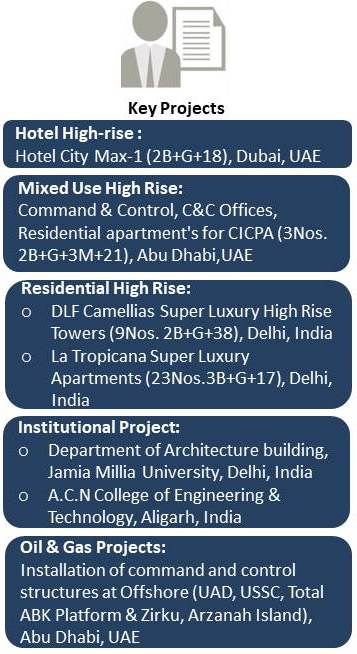 Key Projects
Hotel High-rise :
Hotel City Max-1 (2B+G+18), Dubai, UAE
Mixed Use High Rise:
Command & Control, C&C Offices,
Residential apartment's for CICPA (3Nos.
2B+G+3M+21), Abu Dhabi,UAE
Residential High Rise:
o DLF Camellias Super Luxury High Rise
Towers (9Nos. 2B+G+38), Delhi, India
o La Tropicana Super Luxury
Apartments (23Nos.3B+G+17), Delhi,
India
Institutional Project:
o Department of Architecture building,
Jamia Millia University, Delhi, India
o A.C.N College of Engineering &
Technology, Aligarh, India
Oil & Gas Projects:
Installation of command and control
structures at Offshore (UAD, USSC, Total
ABK Platform & Zirku, Arzanah Island),
Abu Dhabi, UAE